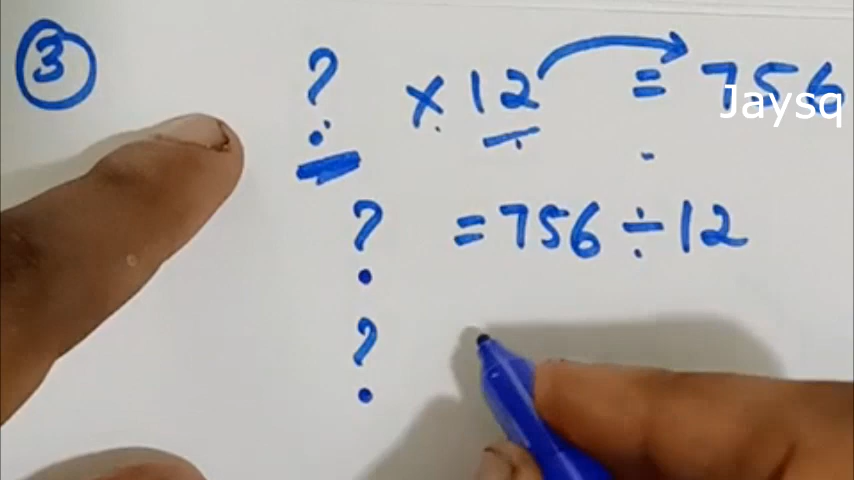 3 ? × 12 = 756
Jaysq
? = 756 ÷ 12
?